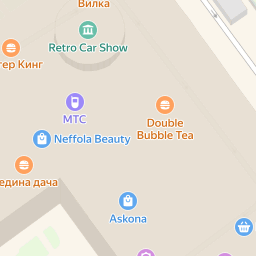 Вилка
Retro Car Show
гер Кинг
МТС
Double
Bubble Tea
Neffola Beauty
едина дача
Askona